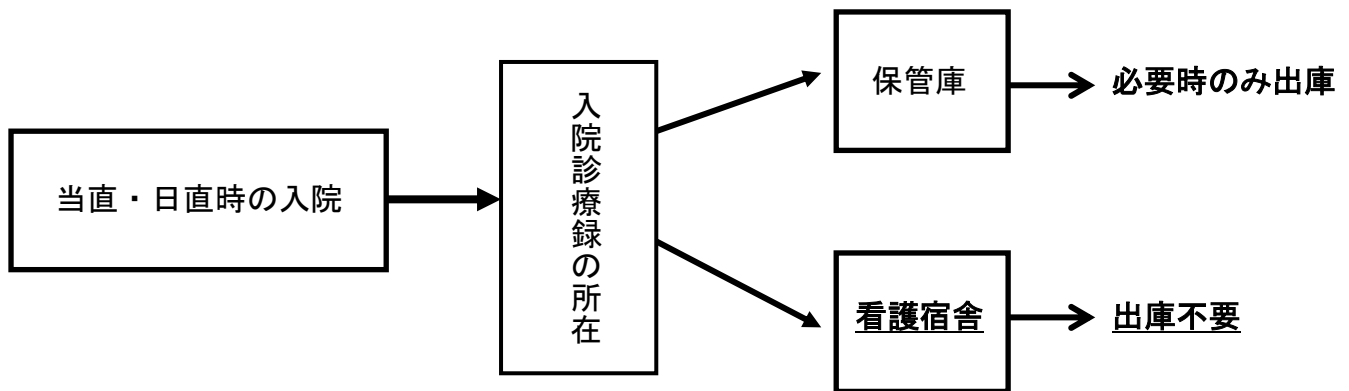 当直・日直時の入院
入院診療録の所在
保管庫
必要時のみ出庫
看護宿舎
出庫不要